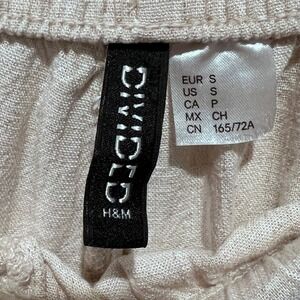 DIVIDED
H&M
EUR S
US S
CA P
MX CH
CN 165/72A